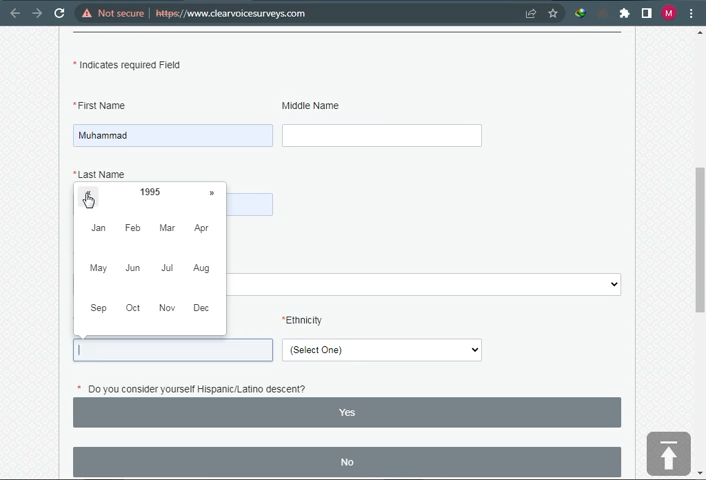 Not secure https://www.clearvoicesurveys.com M
* Indicates required Field
*First Name Middle Name
Muhammad
*Last Name
« 1995 »
Jan Feb Mar Apr
May Jun Jul Aug
Sep Oct Nov Dec
*Ethnicity
(Select One)
* Do you consider yourself Hispanic/Latino descent?
Yes
No